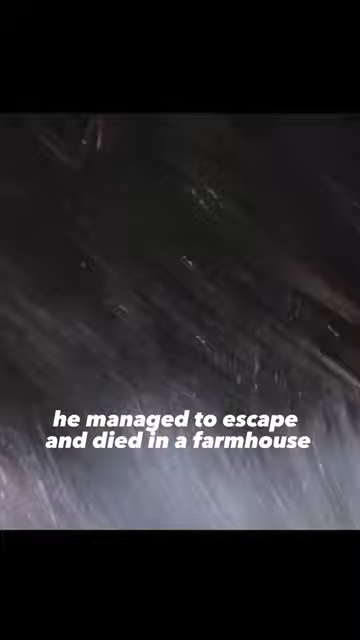 he managed to escape
and died in a farmhouse